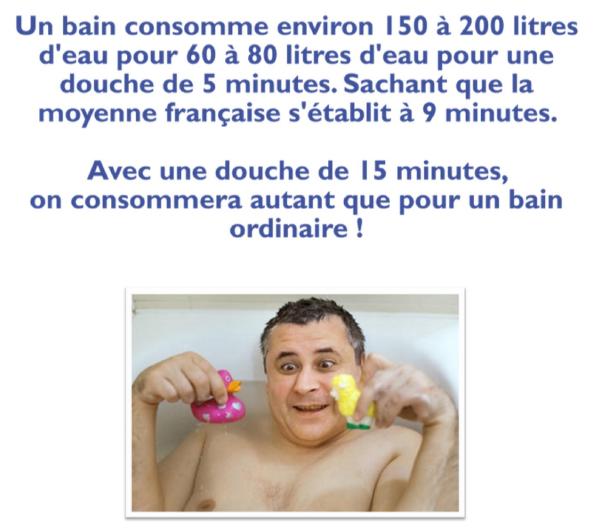 Un bain consomme environ 150 à 200 litres
d'eau pour 60 à 80 litres d'eau pour une
douche de 5 minutes. Sachant que la
moyenne française s'établit à 9 minutes.
Avec une douche de 15 minutes,
on consommera autant que pour un bain
ordinaire !